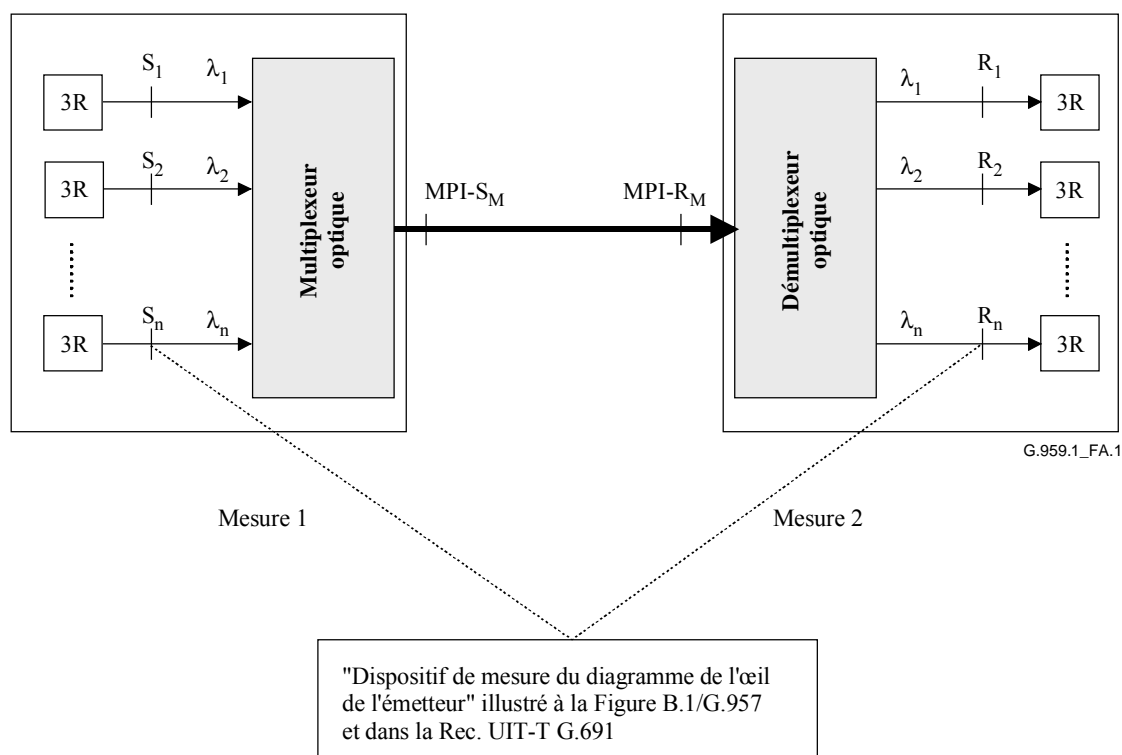 S1 λ1
3R
S2 λ2
3R
Sn λn
3R
Multiplexeur
optique
MPI-SM
MPI-RM
Démultiplexeur
optique
λ1 R1
3R
λ2 R2
3R
λn Rn
3R
G.959.1_FA.1
Mesure 1
Mesure 2
"Dispositif de mesure du diagramme de l'œil
de l'émetteur" illustré à la Figure B.1/G.957
et dans la Rec. UIT-T G.691